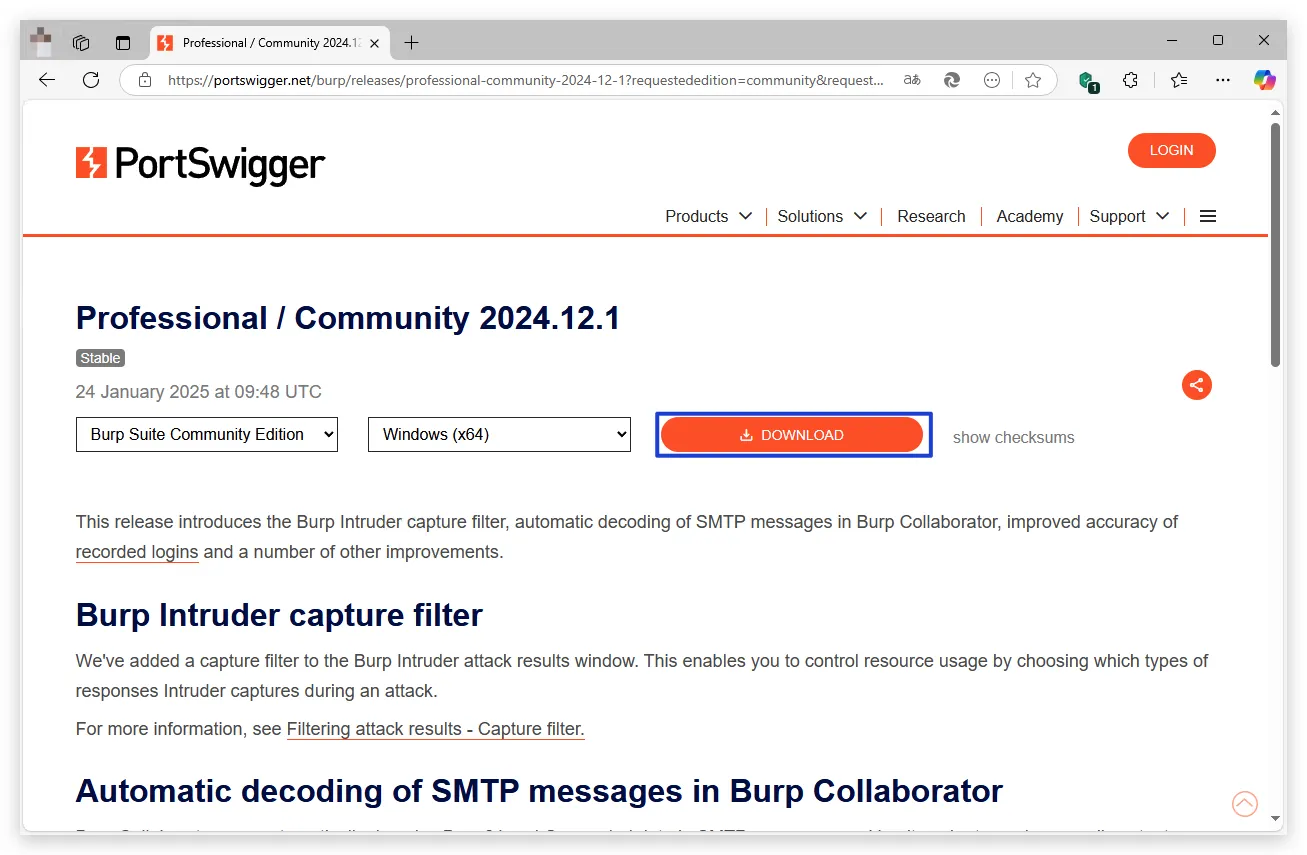 Professional / Community 2024.12
https://portswigger.net/burp/releases/professional-community-2024-12-1?requestededition=community&request...
aあ
1
PortSwigger
LOGIN
Products
Solutions
Research
Academy
Support
Professional / Community 2024.12.1
Stable
24 January 2025 at 09:48 UTC
Burp Suite Community Edition
Windows (x64)
DOWNLOAD
show checksums
This release introduces the Burp Intruder capture filter, automatic decoding of SMTP messages in Burp Collaborator, improved accuracy of
recorded logins and a number of other improvements.
Burp Intruder capture filter
We've added a capture filter to the Burp Intruder attack results window. This enables you to control resource usage by choosing which types of
responses Intruder captures during an attack.
For more information, see Filtering attack results - Capture filter.
Automatic decoding of SMTP messages in Burp Collaborator